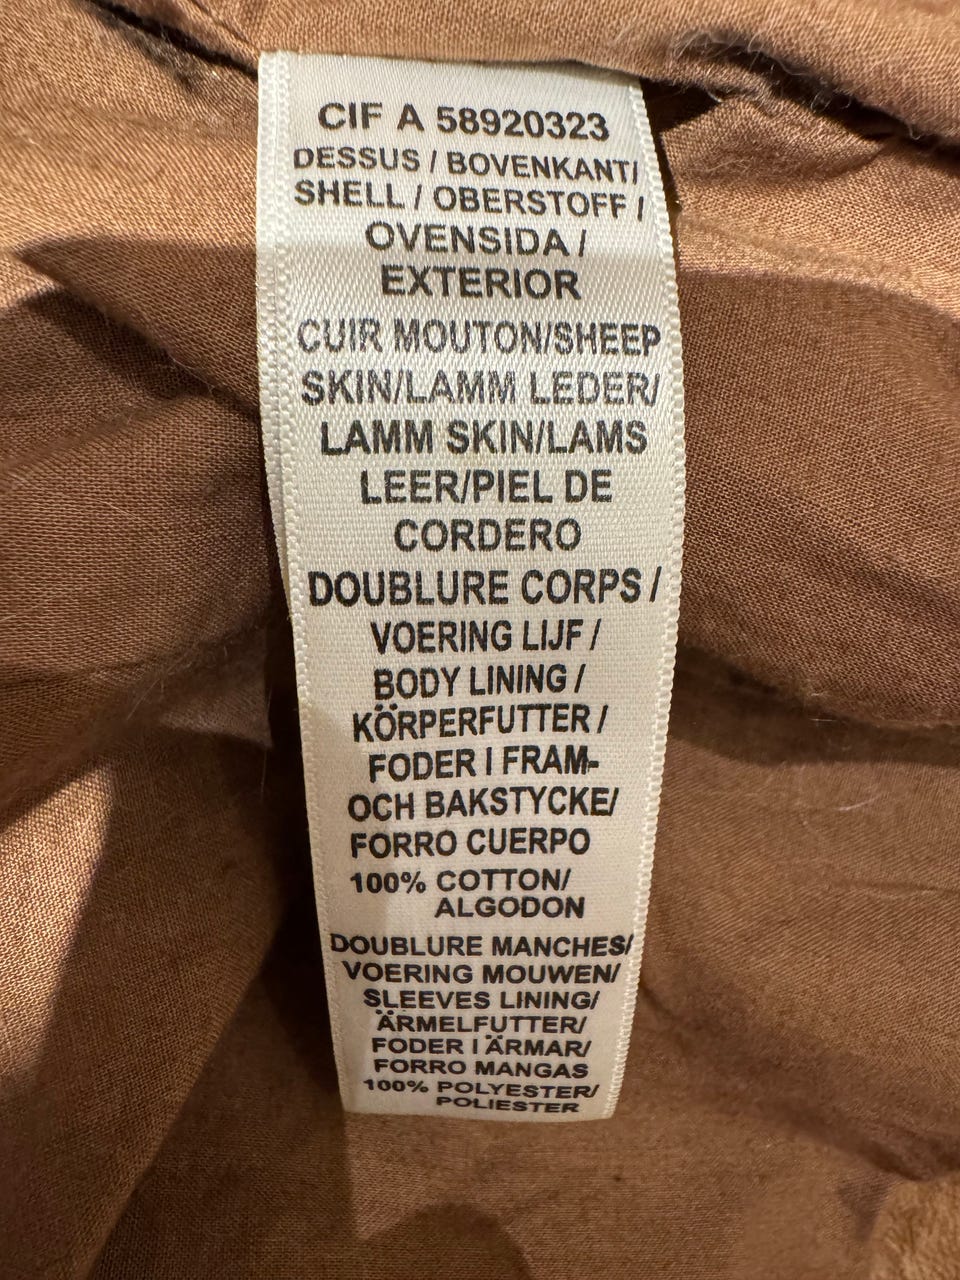 CIF A 58920323
DESSUS / BOVENKANT/
SHELL / OBERSTOFF /
OVENSIDA /
EXTERIOR
CUIR MOUTON/SHEEP
SKIN/LAMM LEDER/
LAMM SKIN/LAMS
LEER/PIEL DE
CORDERO
DOUBLURE CORPS /
VOERING LIJF /
BODY LINING /
KÖRPERFUTTER /
FODER I FRAM-
OCH BAKSTYCKE/
FORRO CUERPO
100% COTTON/
ALGODON
DOUBLURE MANCHES/
VOERING MOUWEN/
SLEEVES LINING/
ÄRMELFUTTER/
FODER I ÄRMAR/
FORRO MANGAS
100% POLYESTER/
POLIESTER